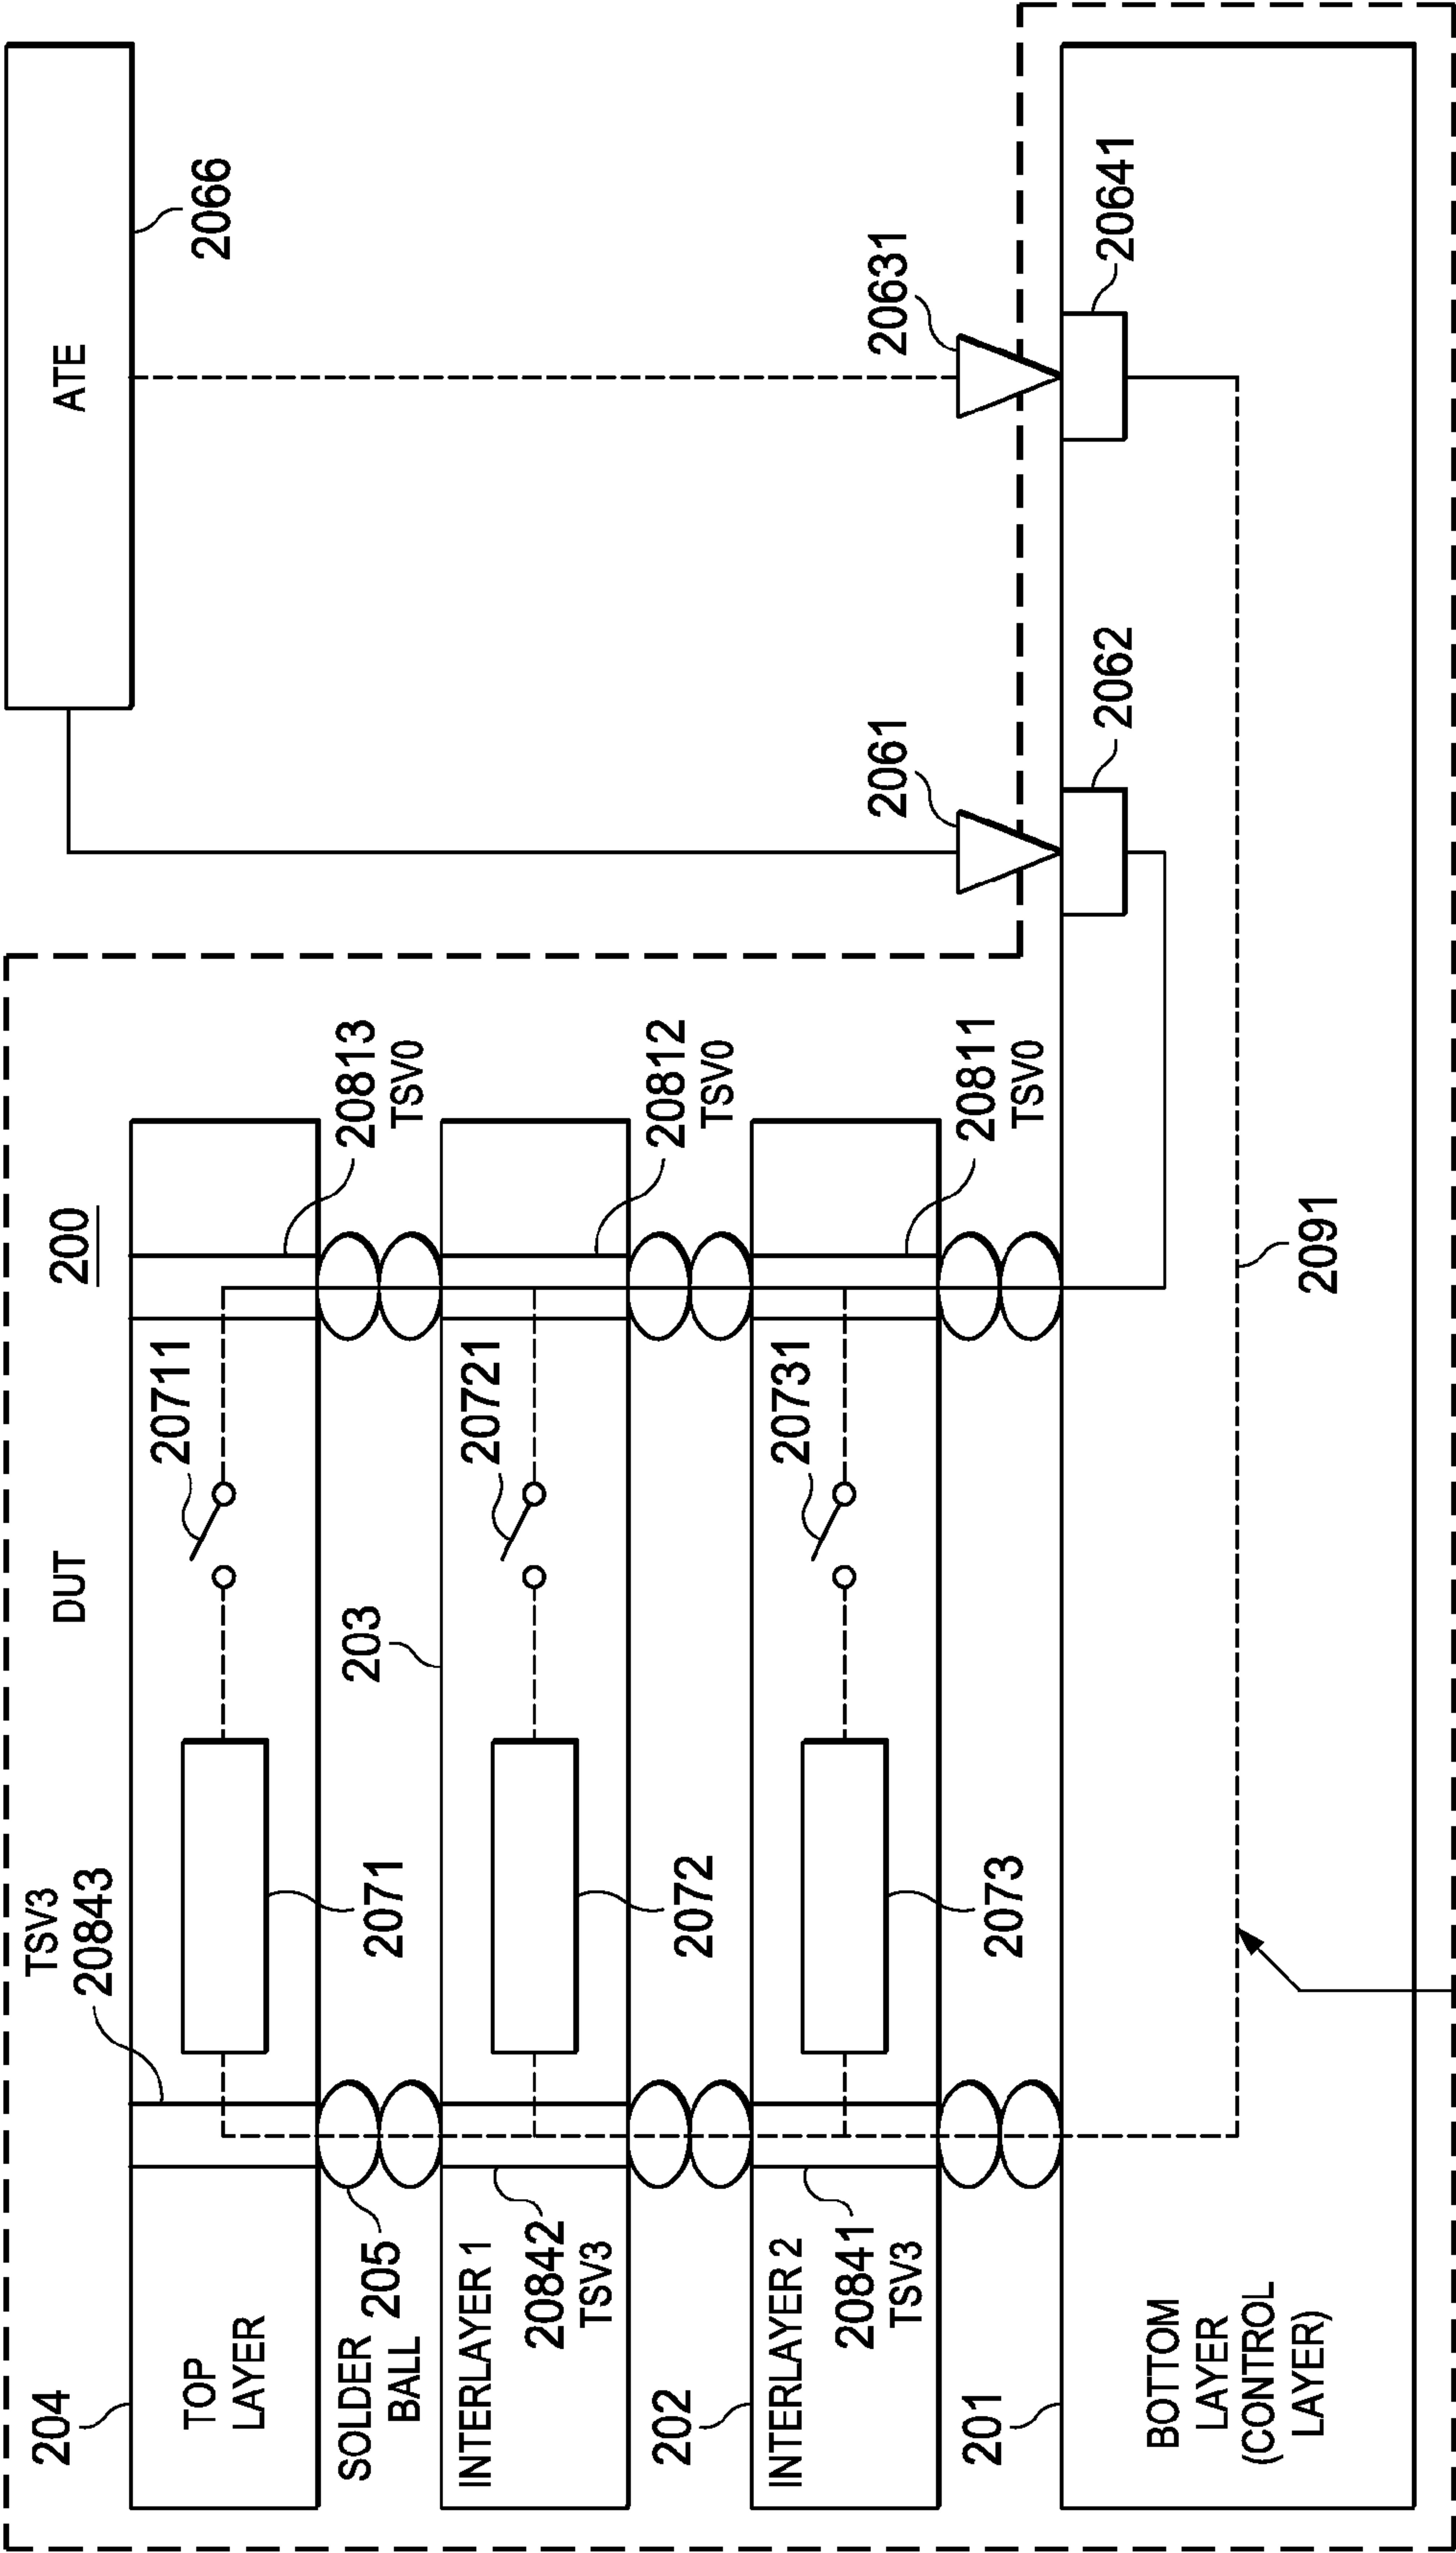 200
DUT
ATE
2066
TSV3
20843
204
TOP
LAYER
20711
20813
TSV0
2071
SOLDER
BALL
205
203
INTERLAYER 1
20842
TSV3
20721
20812
TSV0
2072
202
INTERLAYER 2
20841
TSV3
20731
20811
TSV0
2073
2061
20631
201
2062
20641
BOTTOM
LAYER
(CONTROL
LAYER)
2091